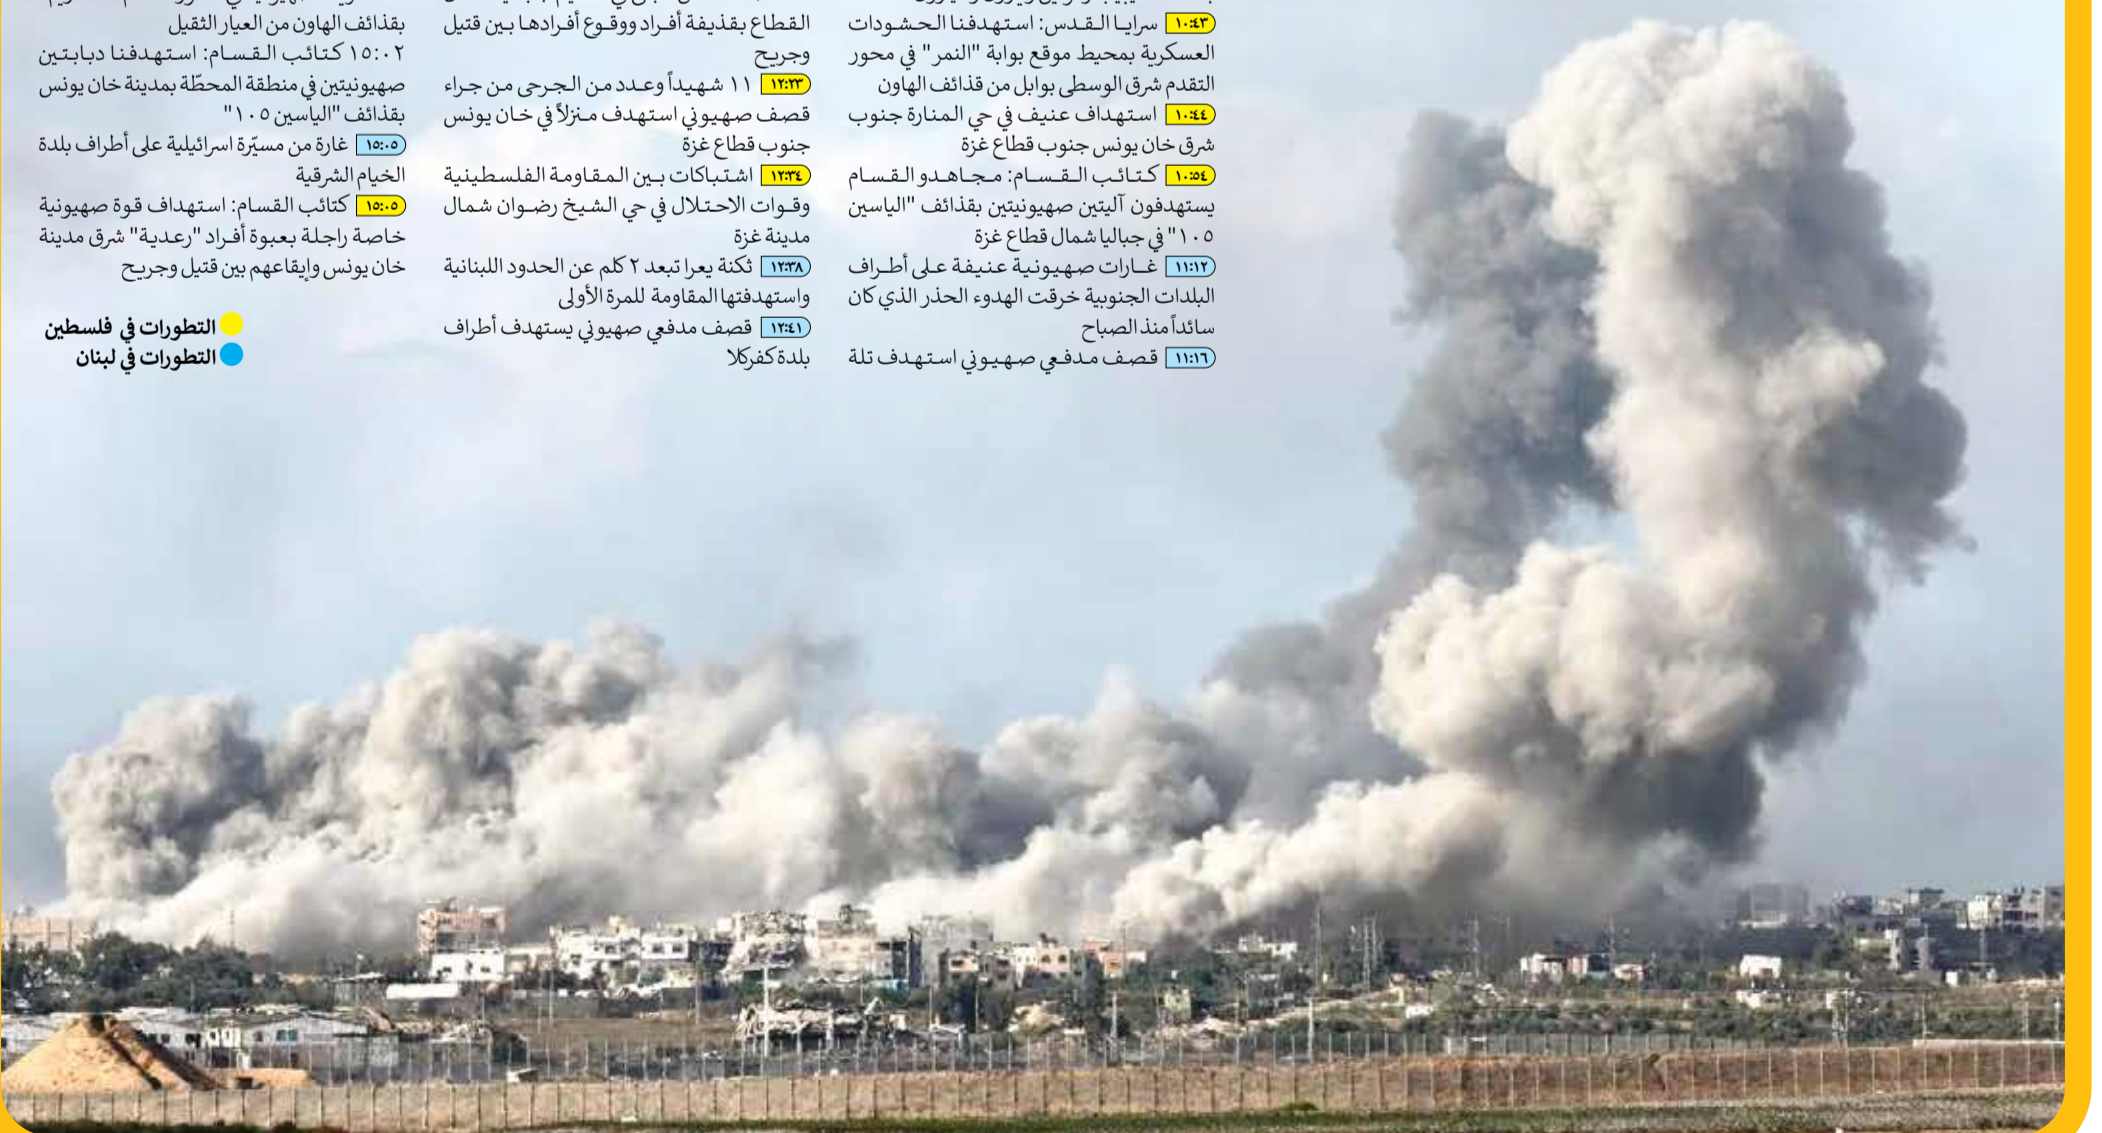 ١٠:٤٣ سرايا القدس: استهدفنا الحشودات
العسكرية بمحيط موقع بوابة "النمر" في محور
التقدم شرق الوسطى بوابل من قذائف الهاون
١٠:٤٤ استهداف عنيف في حي المنارة جنوب
شرق خان يونس جنوب قطاع غزة
١٠:٥٤ كتائب القسام: مجاهدو القسام
يستهدفون آليتين صهيونيتين بقذائف "الياسين
١٠٥" في جباليا شمال قطاع غزة
١١:١٢ غارات صهيونية عنيفة على أطراف
البلدات الجنوبية خرقت الهدوء الحذر الذي كان
سائداً منذ الصباح
١١:١٦ قصف مدفعي صهيوني استهدف تلة
القطاع بقذيفة أفراد ووقوع أفرادها بين قتيل
وجريح
١٢:٢٣ ١١ شهيداً وعدد من الجرحى من جراء
قصف صهيوني استهدف منزلاً في خان يونس
جنوب قطاع غزة
١٢:٣٤ اشتباكات بين المقاومة الفلسطينية
وقوات الاحتلال في حي الشيخ رضوان شمال
مدينة غزة
١٢:٣٨ ثكنة يعرا تبعد ٢ كلم عن الحدود اللبنانية
واستهدفتها المقاومة للمرة الأولى
١٢:٤١ قصف مدفعي صهيوني يستهدف أطراف
بلدة كفركلا
بقذائف الهاون من العيار الثقيل
١٥:٠٢ كتائب القسام: استهدفنا دبابتين
صهيونيتين في منطقة المحطّة بمدينة خان يونس
بقذائف "الياسين ١٠٥"
١٥:٠٥ غارة من مسيّرة اسرائيلية على أطراف بلدة
الخيام الشرقية
١٥:٠٥ كتائب القسام: استهداف قوة صهيونية
خاصة راجلة بعبوة أفراد "رعدية" شرق مدينة
خان يونس وإيقاعهم بين قتيل وجريح
التطورات في فلسطين
التطورات في لبنان